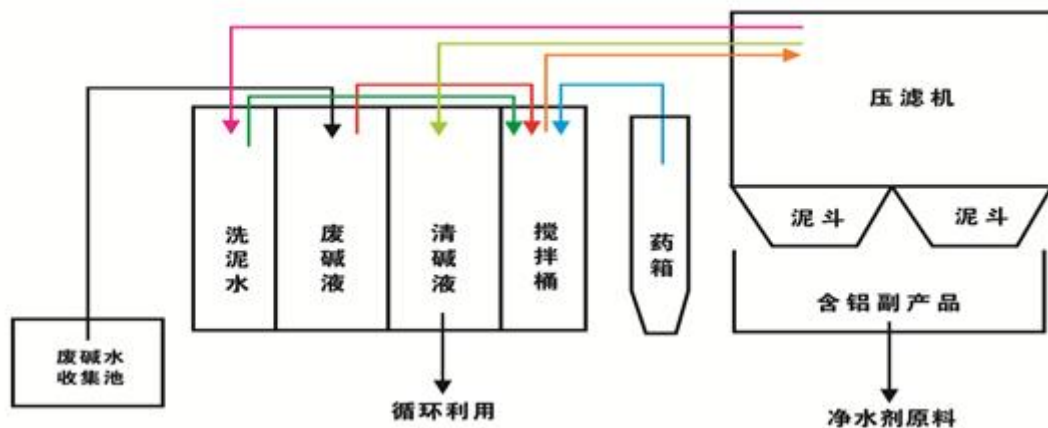 压滤机
泥斗
泥斗
洗泥水
废碱液
清碱液
搅拌桶
药箱
含铝副产品
废碱水
收集池
循环利用
净水剂原料